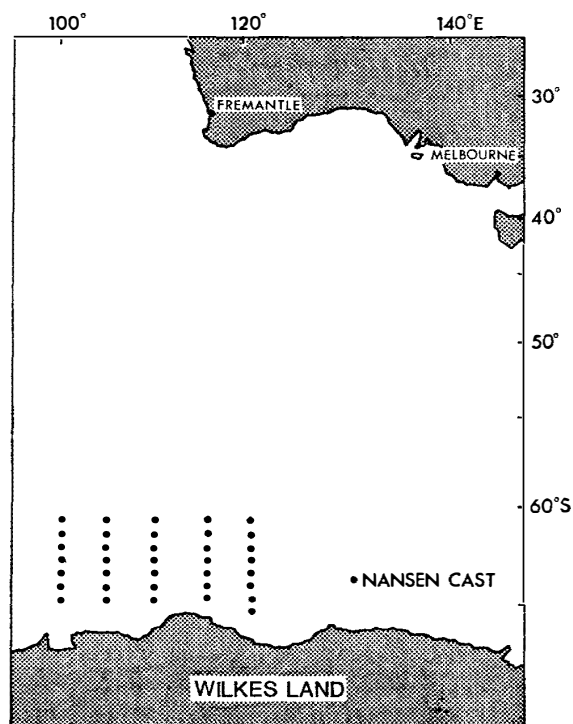 100° 120° 140°E
30°
FREMANTLE
MELBOURNE
40°
50°
60°S
NANSEN CAST
WILKES LAND